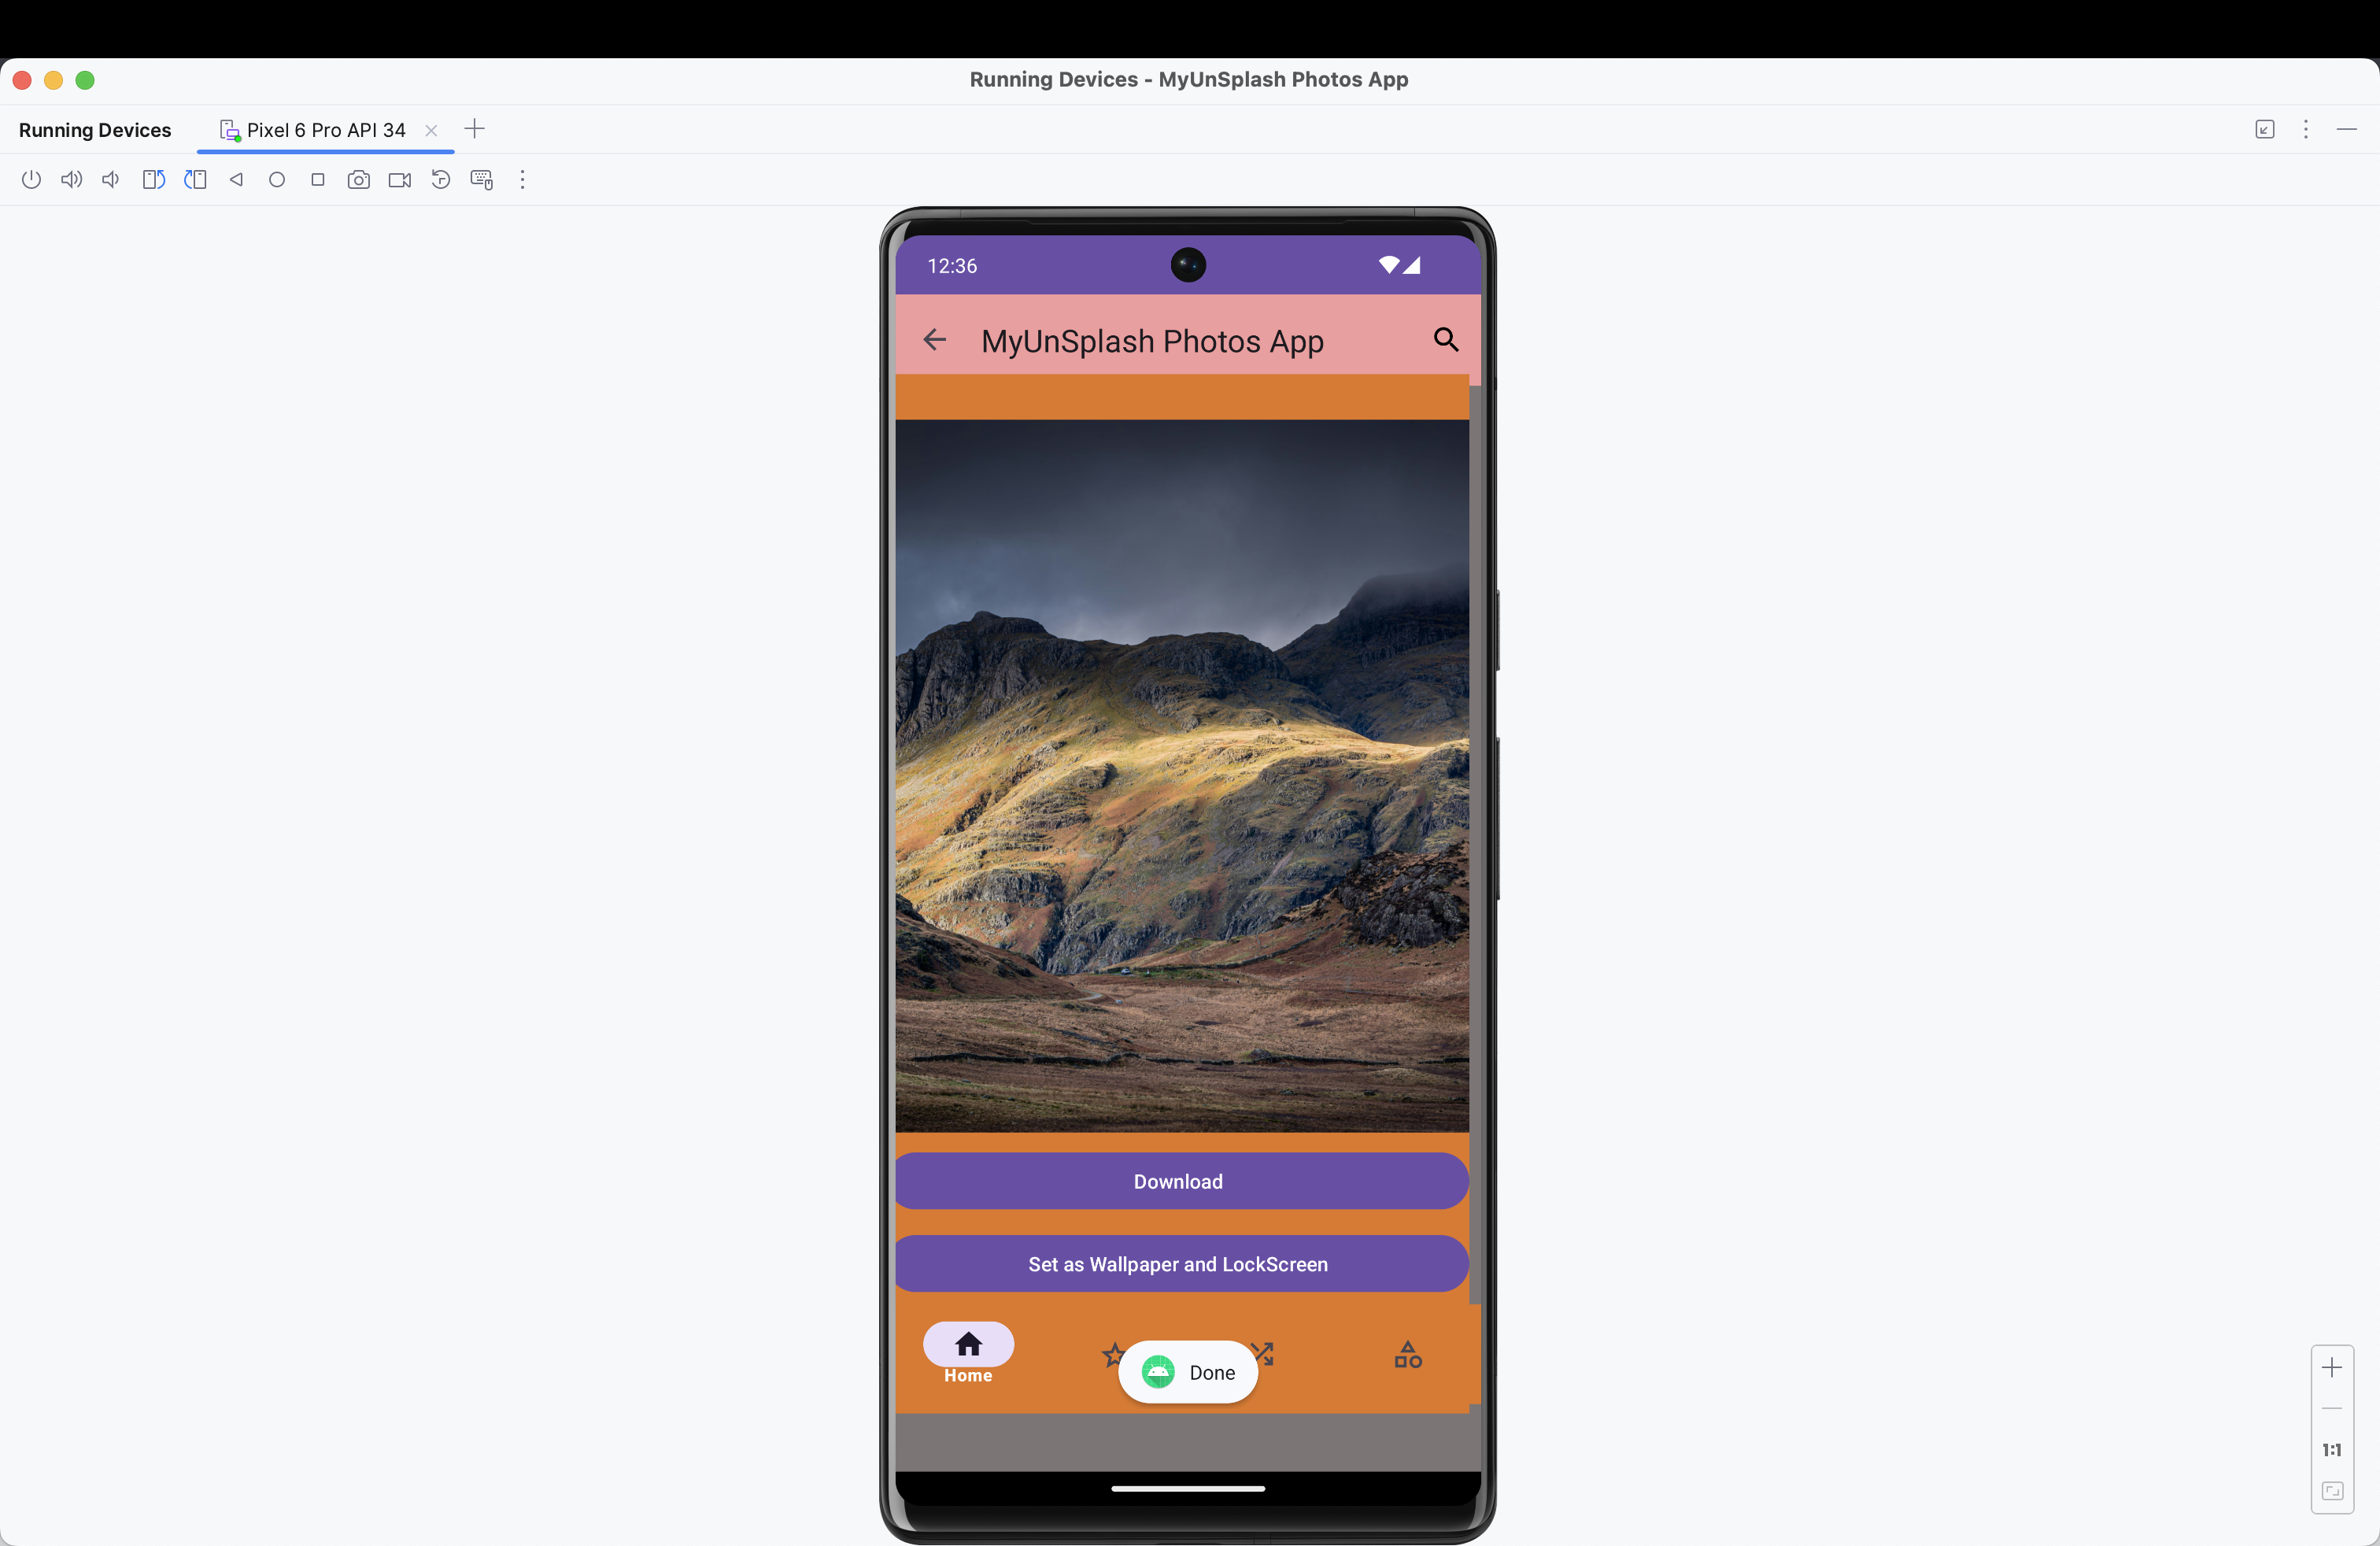 Running Devices - MyUnSplash Photos App
Running Devices
Pixel 6 Pro API 34
12:36
MyUnSplash Photos App
Download
Set as Wallpaper and LockScreen
Home
Done
1:1